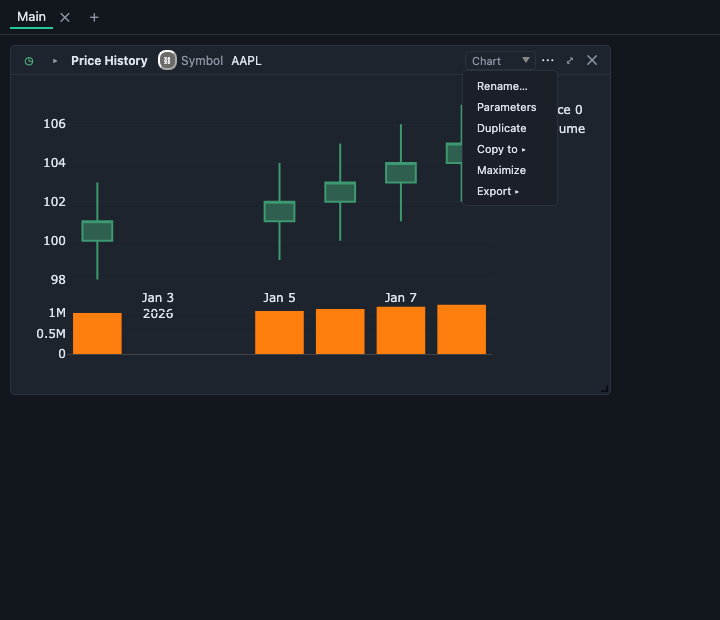 Main
Price History Symbol AAPL
Chart
Rename...
Parameters
Duplicate
Copy to
Maximize
Export
ce 0
ume
106
104
102
100
98
Jan 3 Jan 5 Jan 7
2026
1M
0.5M
0